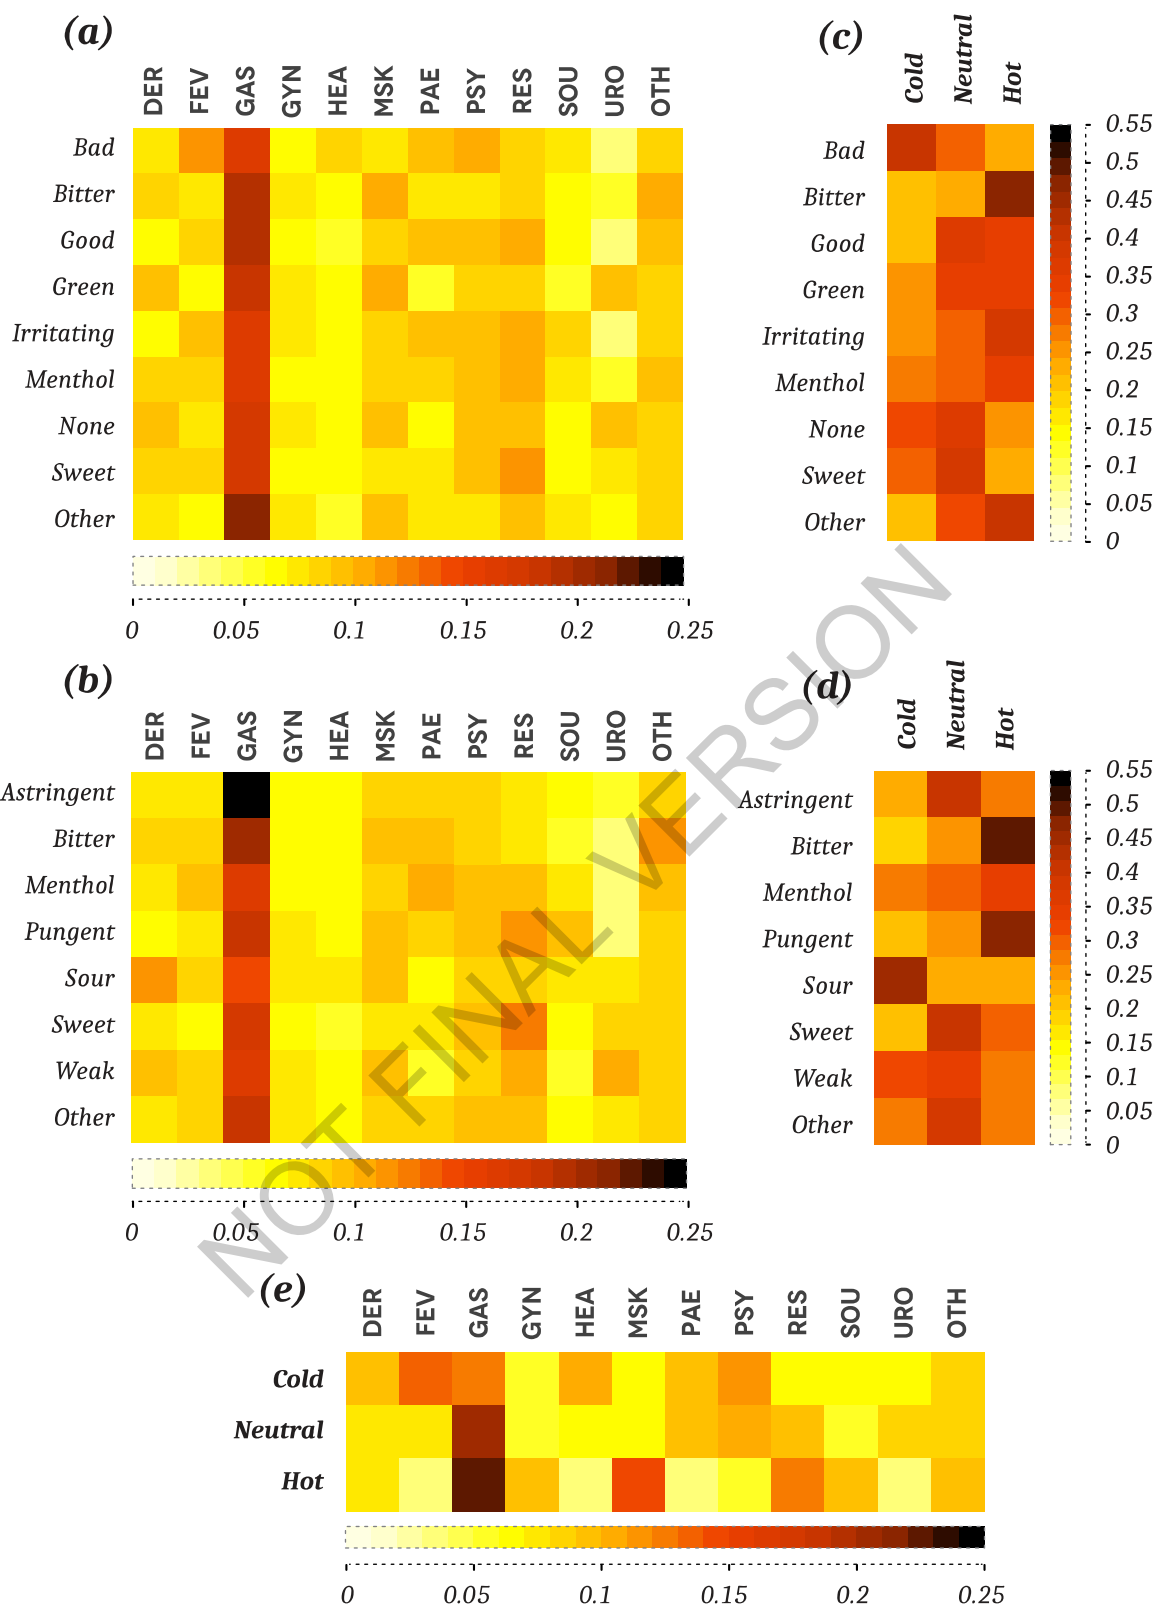 (a)
DER FEV GAS GYN HEA MSK PAE PSY RES SOU URO OTH
Bad
Bitter
Good
Green
Irritating
Menthol
None
Sweet
Other
0 0.05 0.1 0.15 0.2 0.25
(c)
Cold Neutral Hot
Bad
Bitter
Good
Green
Irritating
Menthol
None
Sweet
Other
0.55
0.5
0.45
0.4
0.35
0.3
0.25
0.2
0.15
0.1
0.05
0
(b)
DER FEV GAS GYN HEA MSK PAE PSY RES SOU URO OTH
Astringent
Bitter
Menthol
Pungent
Sour
Sweet
Weak
Other
0 0.05 0.1 0.15 0.2 0.25
(d)
Cold Neutral Hot
Astringent
Bitter
Menthol
Pungent
Sour
Sweet
Weak
Other
0.55
0.5
0.45
0.4
0.35
0.3
0.25
0.2
0.15
0.1
0.05
0
(e)
DER FEV GAS GYN HEA MSK PAE PSY RES SOU URO OTH
Cold
Neutral
Hot
0 0.05 0.1 0.15 0.2 0.25
NOT FINAL VERSION